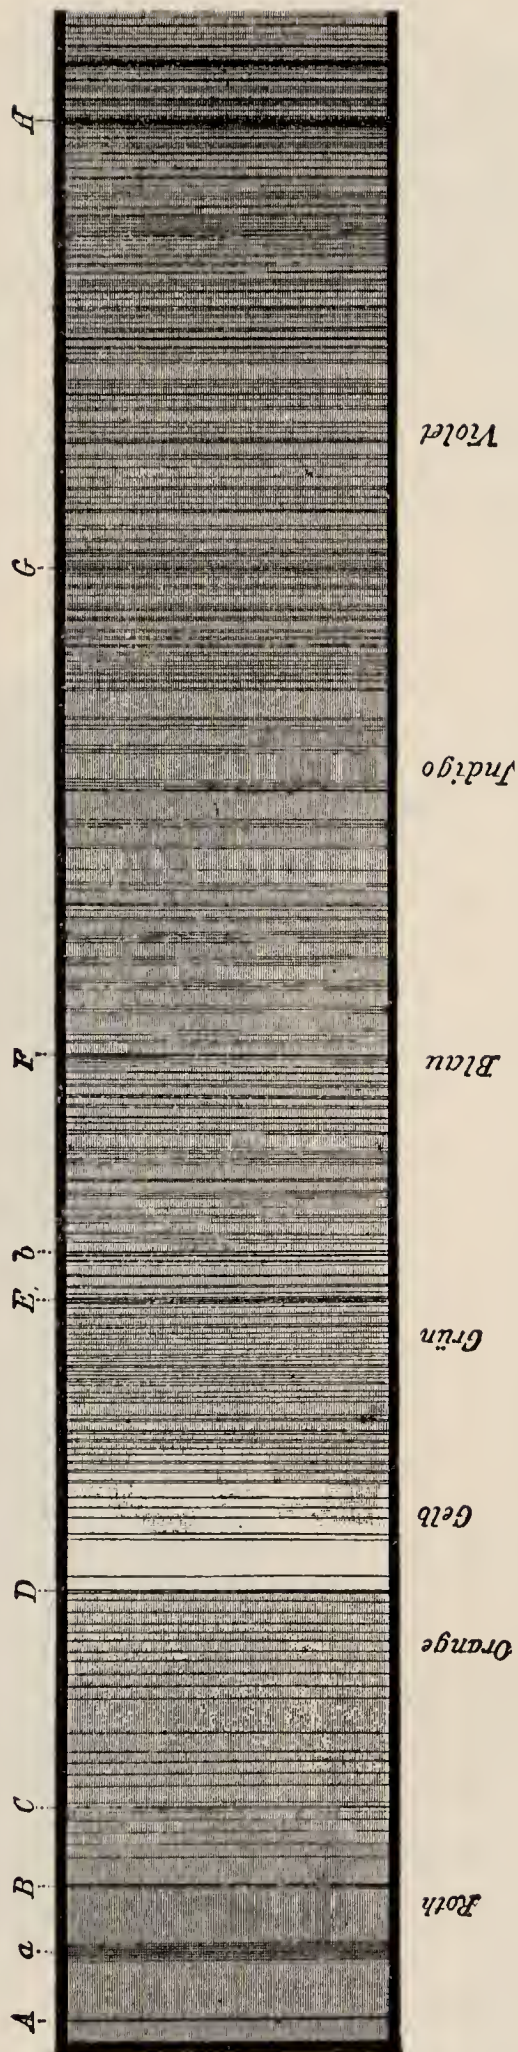 A a B C D E b F G H
Roth
Orange
Gelb
Grün
Blau
Indigo
Violet